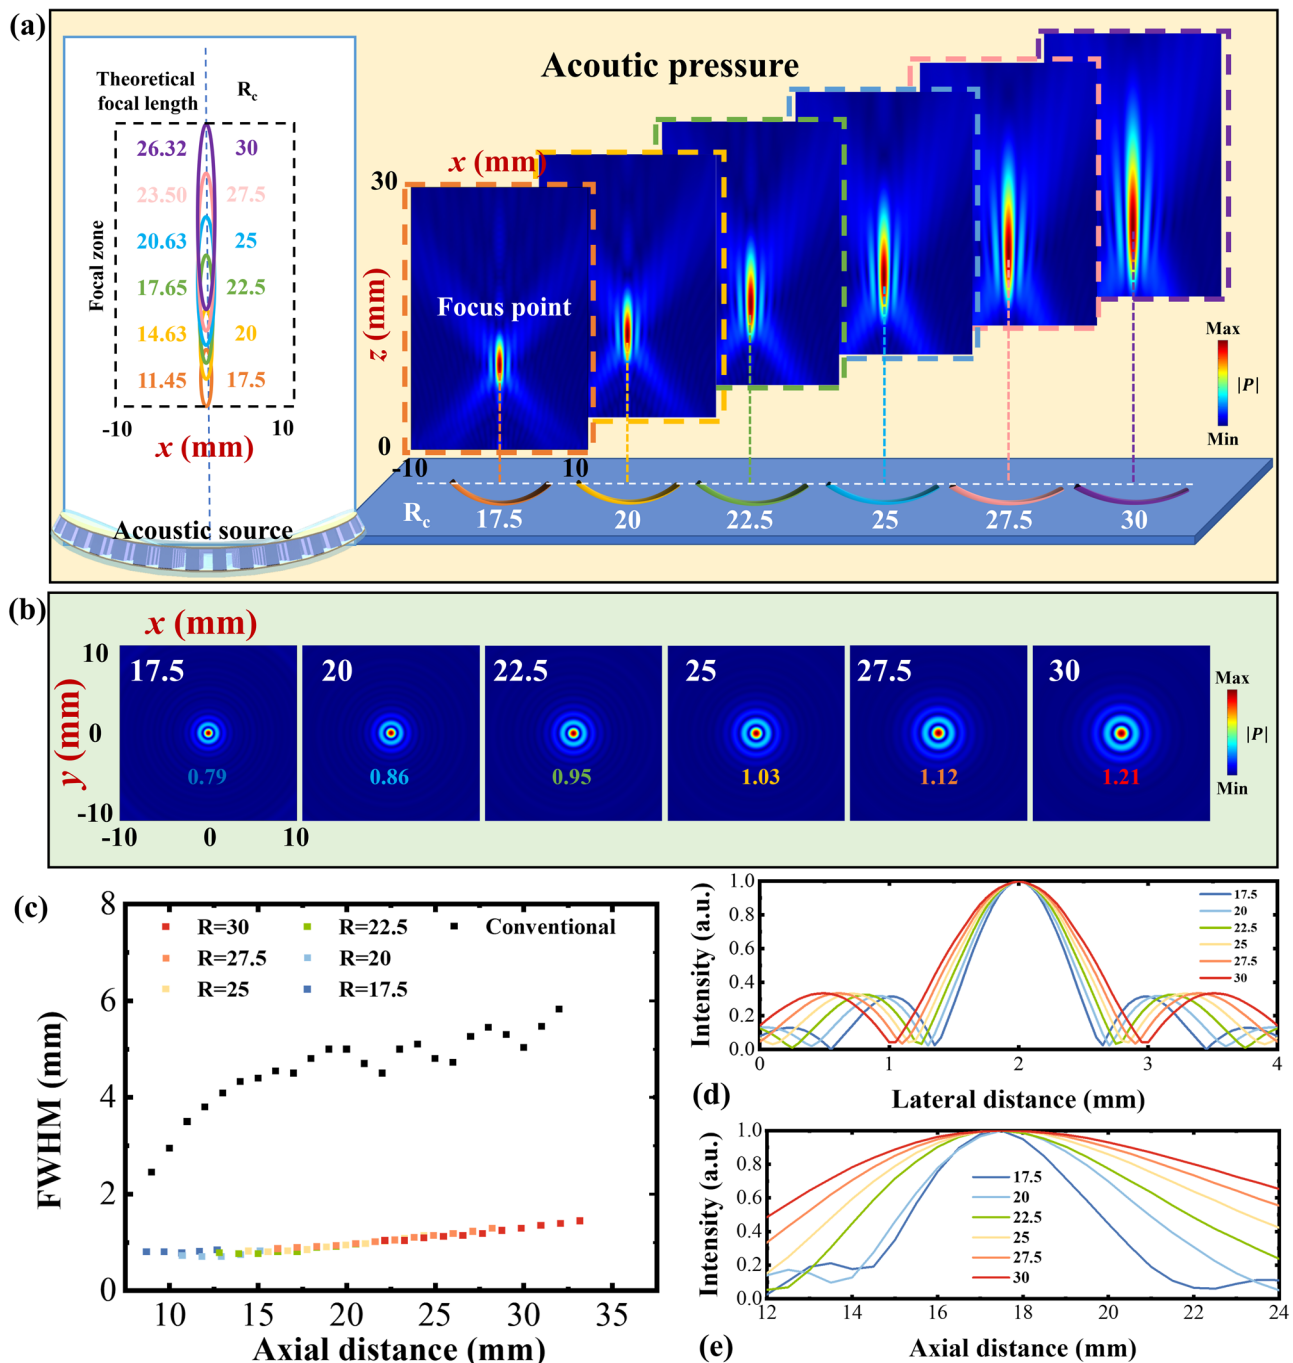 (a)
Acoutic pressure
Theoretical
focal length
R_c
26.32 30
23.50 27.5
20.63 25
17.65 22.5
14.63 20
11.45 17.5
Focal zone
-10 10
x (mm)
Acoustic source
x (mm)
30
z (mm)
0
-10 10
Focus point
Max
|P|
Min
R_c 17.5 20 22.5 25 27.5 30
(b)
x (mm)
10
y (mm)
0
-10
-10 0 10
17.5 20 22.5 25 27.5 30
0.79 0.86 0.95 1.03 1.12 1.21
Max
|P|
Min
(c)
8
6
4
2
0
FWHM (mm)
R=30 R=22.5 Conventional
R=27.5 R=20
R=25 R=17.5
10 15 20 25 30 35
Axial distance (mm)
1.0
0.8
0.6
0.4
0.2
0.0
Intensity (a.u.)
17.5
20
22.5
25
27.5
30
0 1 2 3 4
(d)
Lateral distance (mm)
1.0
0.8
0.6
0.4
0.2
0.0
Intensity (a.u.)
17.5
20
22.5
25
27.5
30
12 14 16 18 20 22 24
(e)
Axial distance (mm)